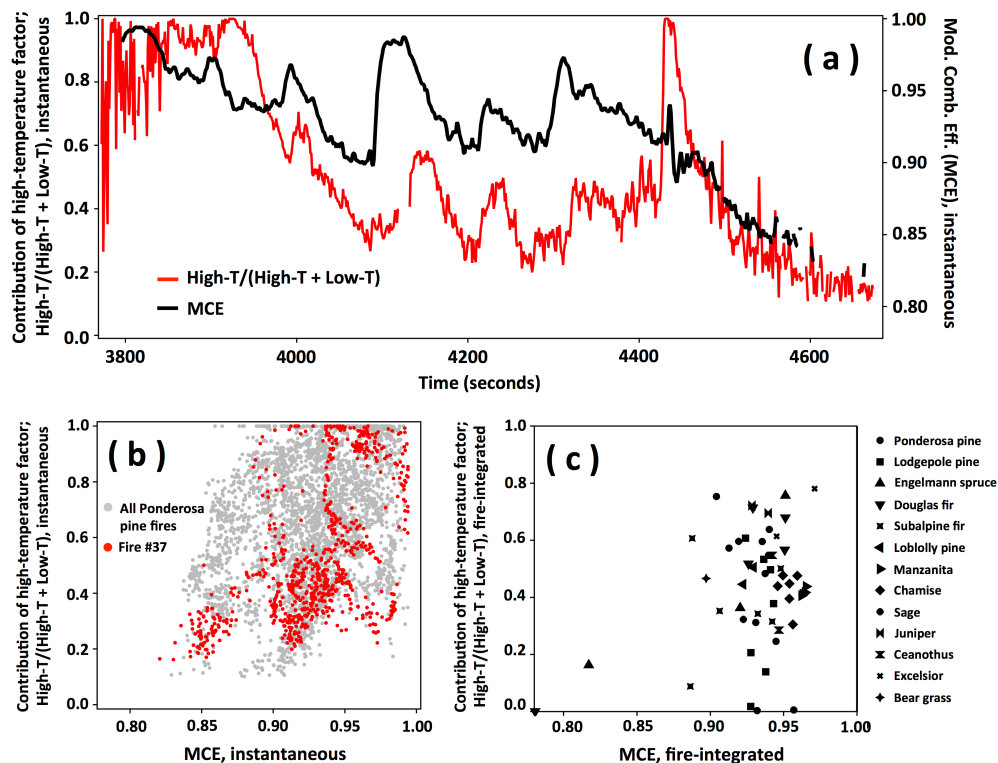 Contribution of high-temperature factor;
High-T/(High-T + Low-T), instantaneous
1.0
0.8
0.6
0.4
0.2
0.0
( a )
High-T/(High-T + Low-T)
MCE
1.00
0.95
0.90
0.85
0.80
Mod. Comb. Eff. (MCE), instantaneous
3800
4000
4200
4400
4600
Time (seconds)
Contribution of high-temperature factor;
High-T/(High-T + Low-T), instantaneous
1.0
0.8
0.6
0.4
0.2
0.0
( b )
All Ponderosa
pine fires
Fire #37
0.80
0.85
0.90
0.95
1.00
MCE, instantaneous
Contribution of high-temperature factor;
High-T/(High-T + Low-T), fire-integrated
1.0
0.8
0.6
0.4
0.2
0.0
( c )
0.80
0.85
0.90
0.95
1.00
MCE, fire-integrated
Ponderosa pine
Lodgepole pine
Engelmann spruce
Douglas fir
Subalpine fir
Loblolly pine
Manzanita
Chamise
Sage
Juniper
Ceanothus
Excelsior
Bear grass